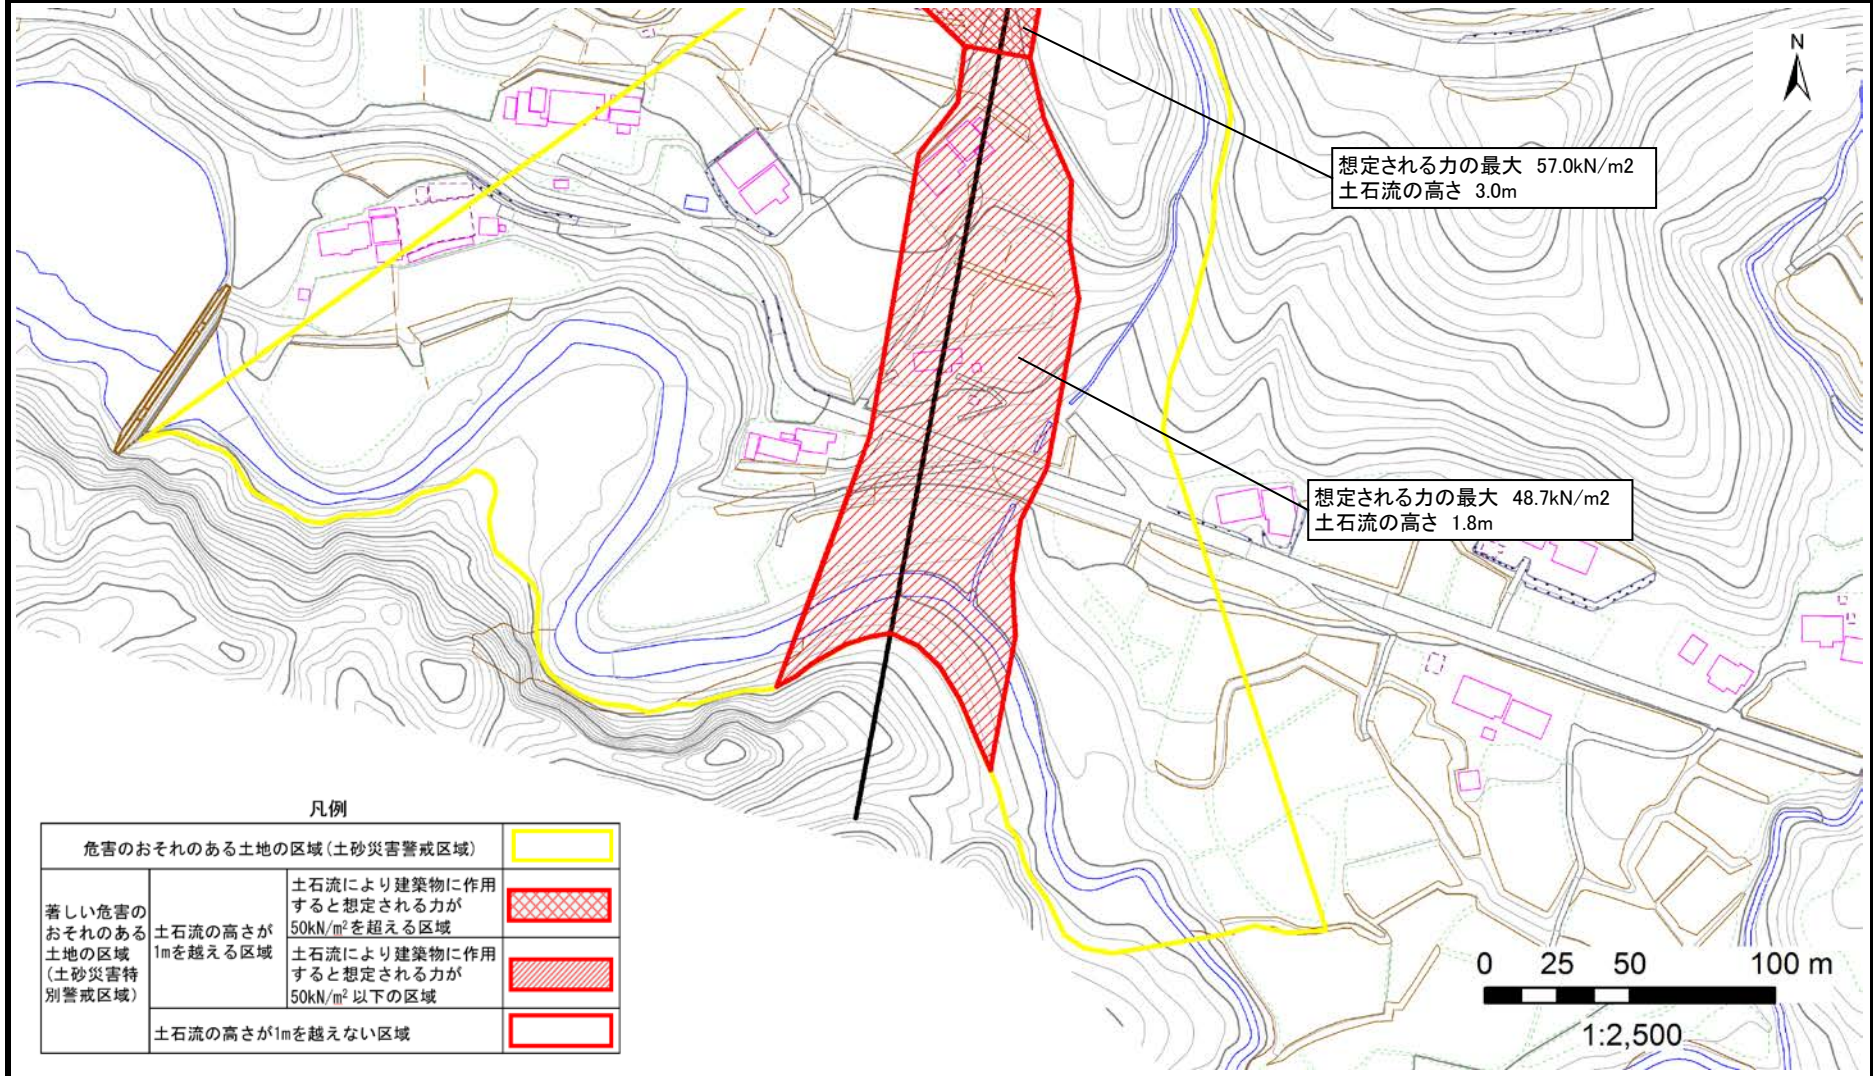 N
想定される力の最大 57.0kN/m2
土石流の高さ 3.0m
想定される力の最大 48.7kN/m2
土石流の高さ 1.8m
凡例
危害のおそれのある土地の区域(土砂災害警戒区域)
著しい危害の
おそれのある
土地の区域
(土砂災害特
別警戒区域)
土石流の高さが
1mを越える区域
土石流により建築物に作用
すると想定される力が
50kN/㎡を超える区域
土石流により建築物に作用
すると想定される力が
50kN/㎡以下の区域
土石流の高さが1mを越えない区域
0 25 50 100 m
1:2,500